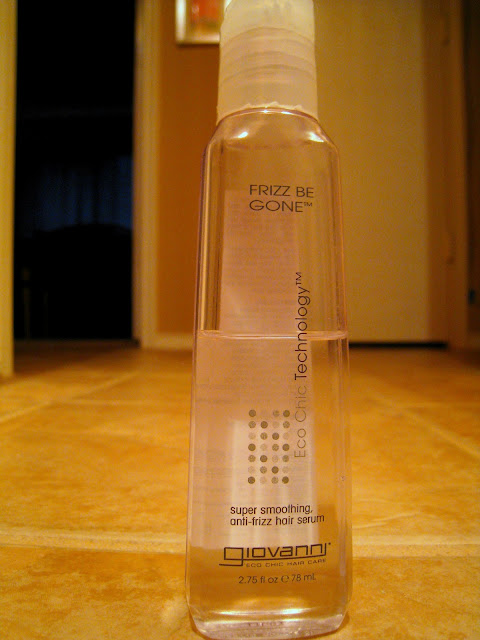 FRIZZ BE
GONE™
Eco Chic Technology™
super smoothing,
anti-frizz hair serum
giovanni
ECO CHIC HAIR CARE
2.75 fl oz ℮ 78 mL